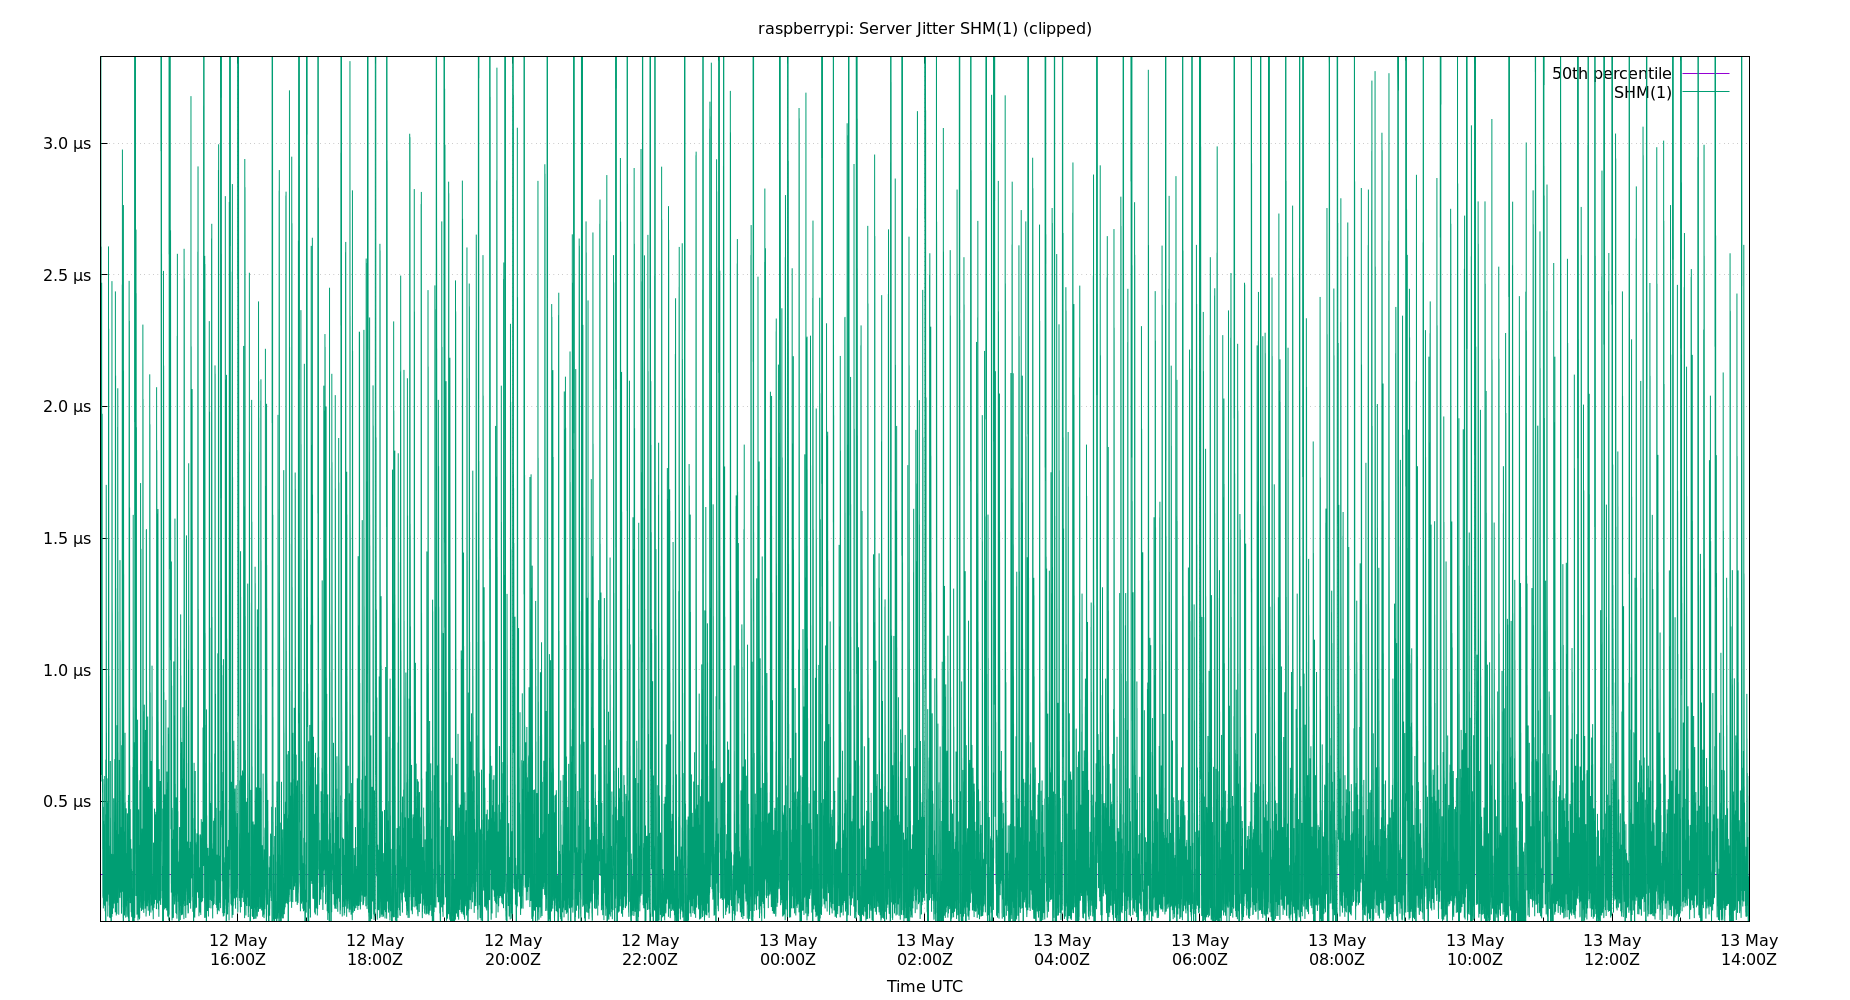 raspberrypi: Server Jitter SHM(1) (clipped)
50th percentile
SHM(1)
3.0 µs
2.5 µs
2.0 µs
1.5 µs
1.0 µs
0.5 µs
12 May 12 May 12 May 12 May 13 May 13 May 13 May 13 May 13 May 13 May 13 May 13 May
16:00Z 18:00Z 20:00Z 22:00Z 00:00Z 02:00Z 04:00Z 06:00Z 08:00Z 10:00Z 12:00Z 14:00Z
Time UTC